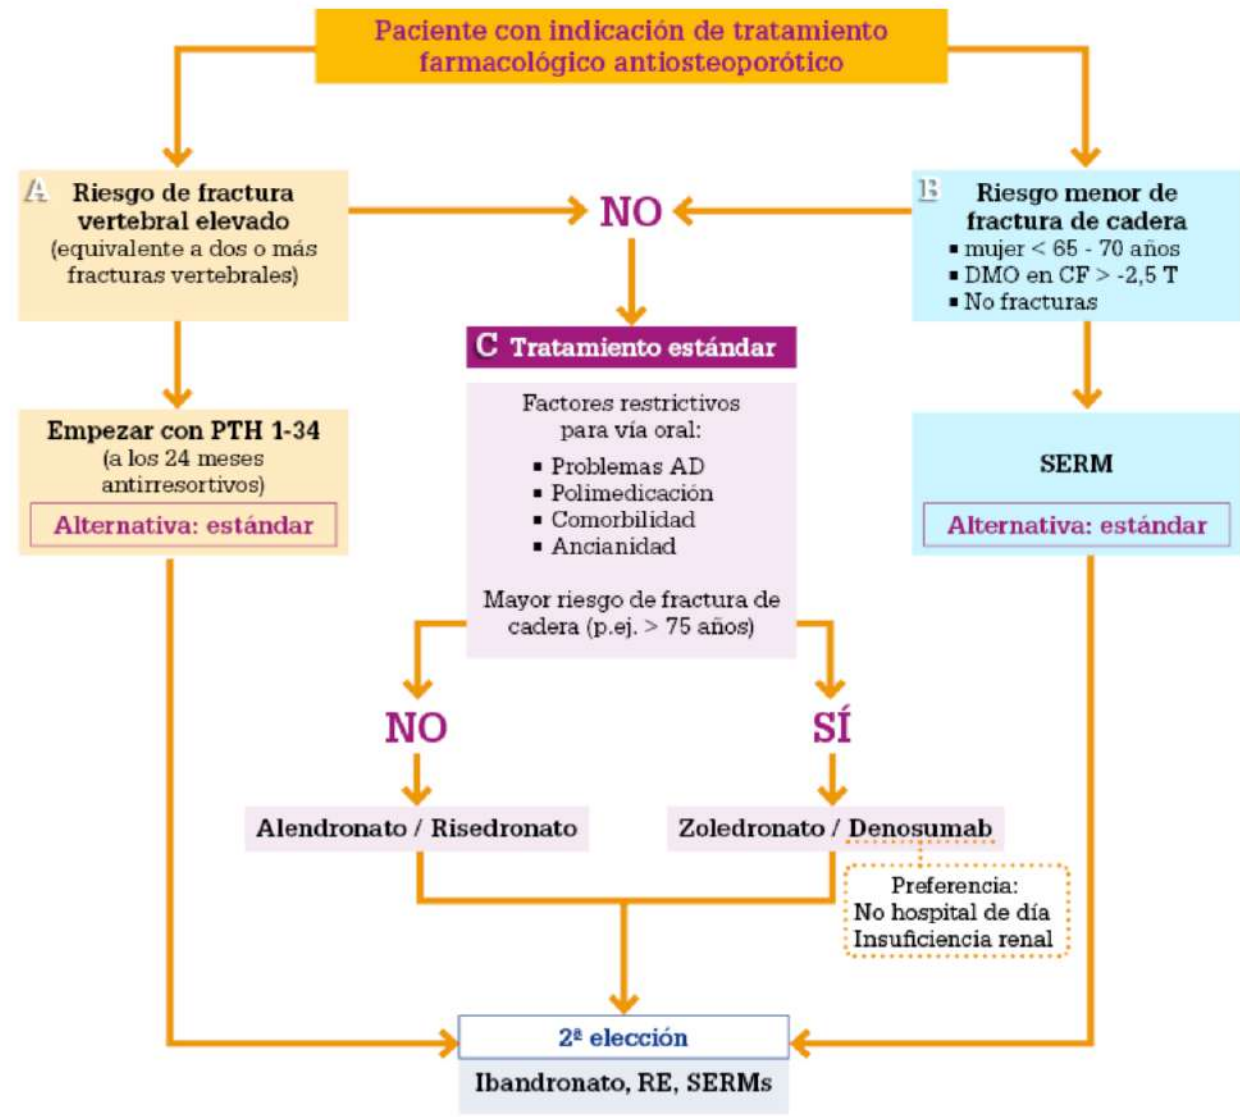 Paciente con indicación de tratamiento
farmacológico antiosteoporótico
A
Riesgo de fractura
vertebral elevado
(equivalente a dos o más
fracturas vertebrales)
NO
B
Riesgo menor de
fractura de cadera
▪ mujer < 65 - 70 años
▪ DMO en CF > -2,5 T
▪ No fracturas
Empezar con PTH 1-34
(a los 24 meses
antirresortivos)
Alternativa: estándar
C Tratamiento estándar
Factores restrictivos
para vía oral:
▪ Problemas AD
▪ Polimedicación
▪ Comorbilidad
▪ Ancianidad
Mayor riesgo de fractura de
cadera (p.ej. > 75 años)
SERM
Alternativa: estándar
NO
SÍ
Alendronato / Risedronato
Zoledronato / Denosumab
Preferencia:
No hospital de día
Insuficiencia renal
2ª elección
Ibandronato, RE, SERMs